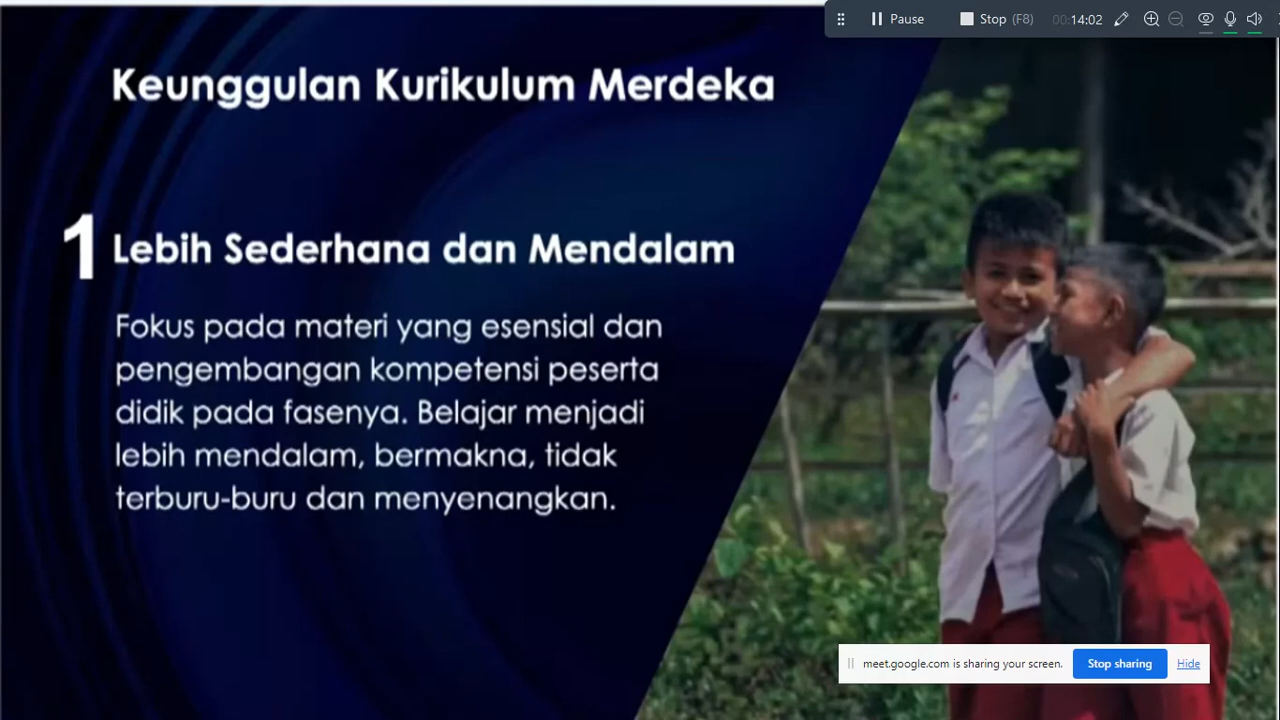 Pause
Stop (F8)
00:14:02
Keunggulan Kurikulum Merdeka
1 Lebih Sederhana dan Mendalam
Fokus pada materi yang esensial dan
pengembangan kompetensi peserta
didik pada fasenya. Belajar menjadi
lebih mendalam, bermakna, tidak
terburu-buru dan menyenangkan.
meet.google.com is sharing your screen.
Stop sharing
Hide